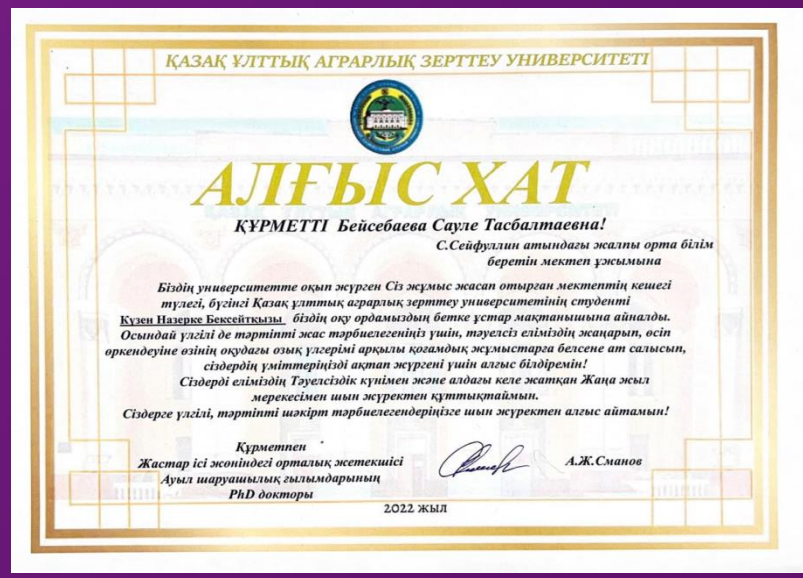 ҚАЗАҚ ҰЛТТЫҚ АГРАРЛЫҚ ЗЕРТТЕУ УНИВЕРСИТЕТІ
АЛҒЫС ХАТ
ҚҰРМЕТТІ Бейсебаева Сауле Тасбалтаевна!
С.Сейфуллин атындағы жалпы орта білім
беретін мектеп ұжымына
Біздің университетте оқып жүрген Сіз жұмыс жасап отырған мектептің кешегі
түлегі, бүгінгі Қазақ ұлттық аграрлық зерттеу университетінің студенті
Күзен Назерке Бексейтқызы біздің оқу ордамыздың бетке ұстар мақтанышына айналды.
Осындай үлгілі де тәртіпті жас тәрбиелегеніңіз үшін, тәуелсіз еліміздің жаңарып, өсіп
өркендеуіне өзінің оқудағы озық үлгерімі арқылы қоғамдық жұмыстарға белсене ат салысып,
сіздердің үміттеріңізді ақтап жүргені үшін алғыс білдіремін!
Сіздерді еліміздің Тәуелсіздік күнімен және алдағы келе жатқан Жаңа жыл
мерекесімен шын жүректен құттықтаймын.
Сіздерге үлгілі, тәртіпті шәкірт тәрбиелегендеріңізге шын жүректен алғыс айтамын!
Құрметпен
Жастар ісі жөніндегі орталық жетекшісі
Ауыл шаруашылық ғылымдарының
PhD докторы
А.Ж.Сманов
2022 ЖЫЛ